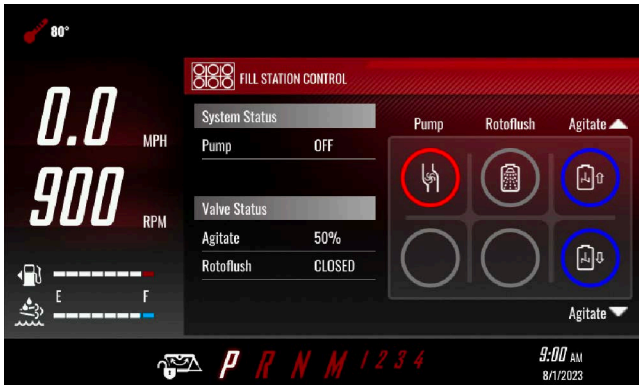 80°
FILL STATION CONTROL
0.0 MPH
900 RPM
System Status
Pump OFF
Valve Status
Agitate 50%
Rotoflush CLOSED
Pump Rotoflush Agitate
Agitate
E F
P R N M 1 2 3 4
9:00 AM
8/1/2023